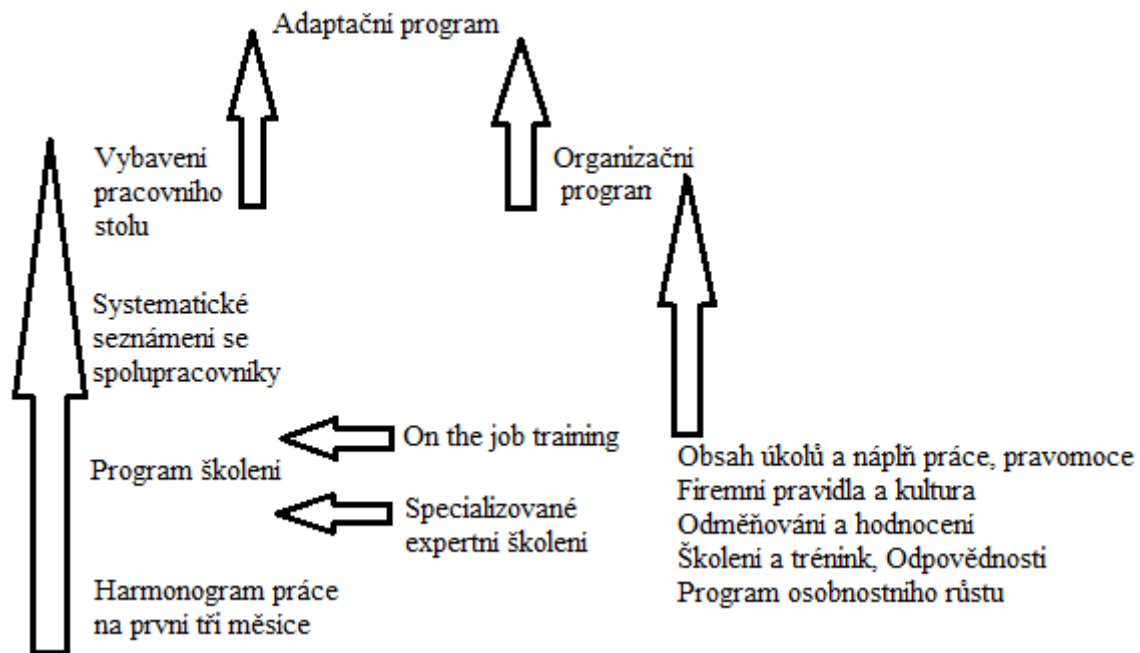 Adaptační program
Vybavení
pracovního
stolu
Organizační
progran
Systematické
seznámení se
spolupracovníky
On the job training
Program školení
Specializované
expertní školení
Harmonogram práce
na první tři měsíce
Obsah úkolů a náplň práce, pravomoce
Firemní pravidla a kultura
Odměňování a hodnocení
Školení a trénink, Odpovědnosti
Program osobnostního růstu